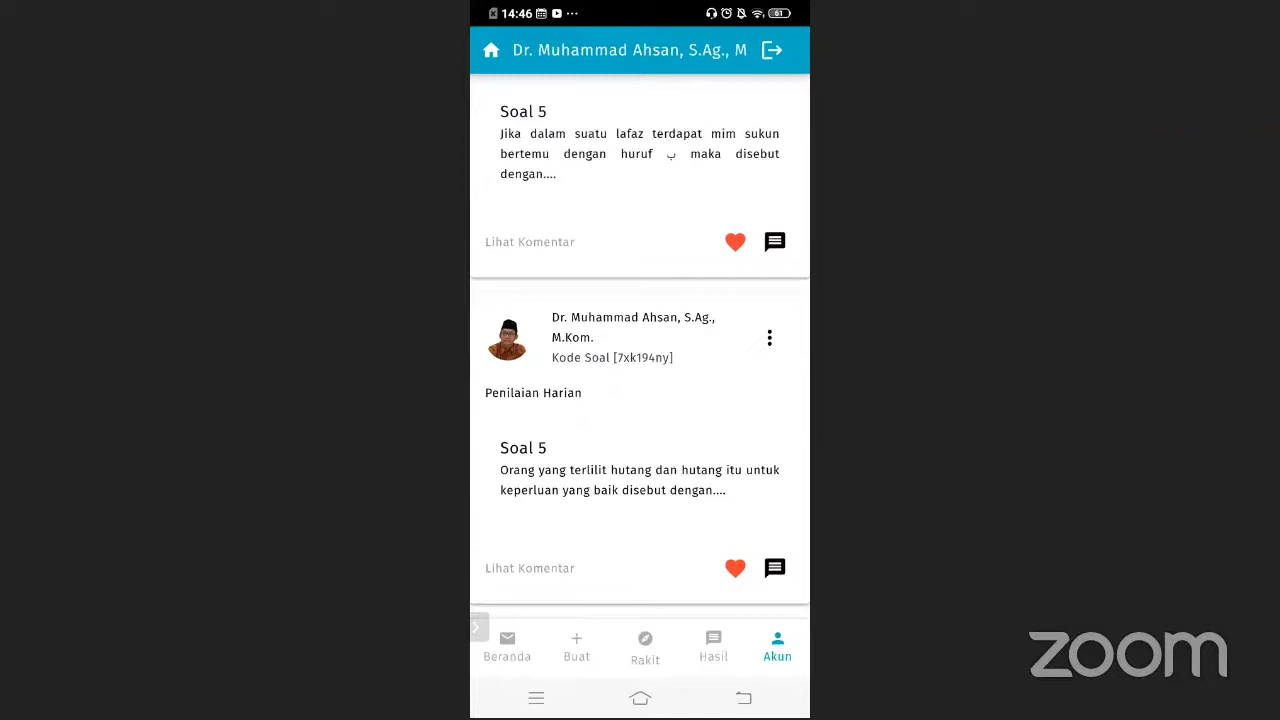 14:46
61
Dr. Muhammad Ahsan, S.Ag., M
Soal 5
Jika dalam suatu lafaz terdapat mim sukun
bertemu dengan huruf ب maka disebut
dengan....
Lihat Komentar
Dr. Muhammad Ahsan, S.Ag.,
M.Kom.
Kode Soal [7xk194ny]
Penilaian Harian
Soal 5
Orang yang terlilit hutang dan hutang itu untuk
keperluan yang baik disebut dengan....
Lihat Komentar
Beranda
Buat
Rakit
Hasil
Akun
zoom